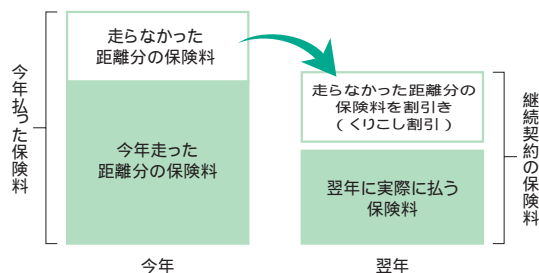 今年払った保険料
走らなかった
距離分の保険料
今年走った
距離分の保険料
今年
走らなかった距離分の
保険料を割引き
(くりこし割引)
翌年に実際に払う
保険料
翌年
継続契約の保険料